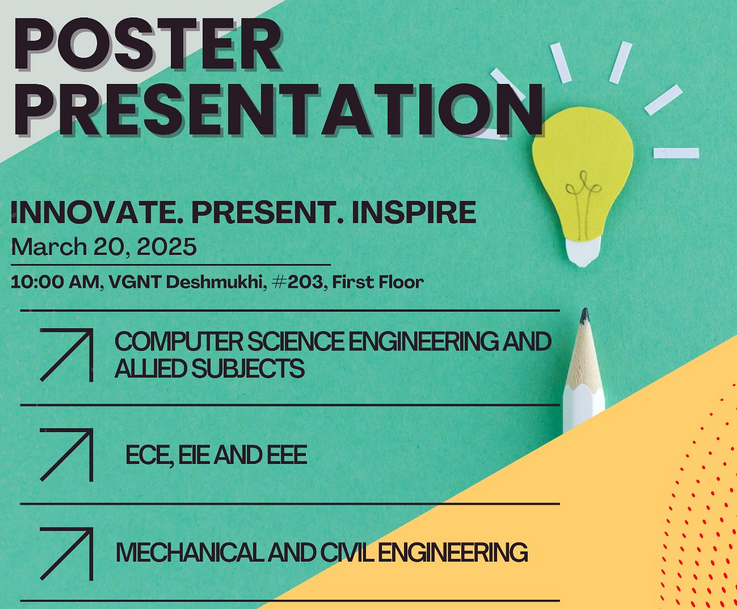 POSTER
PRESENTATION
INNOVATE. PRESENT. INSPIRE
March 20, 2025
10:00 AM, VGNT Deshmukhi, #203, First Floor
COMPUTER SCIENCE ENGINEERING AND
ALLIED SUBJECTS
ECE, EIE AND EEE
MECHANICAL AND CIVIL ENGINEERING